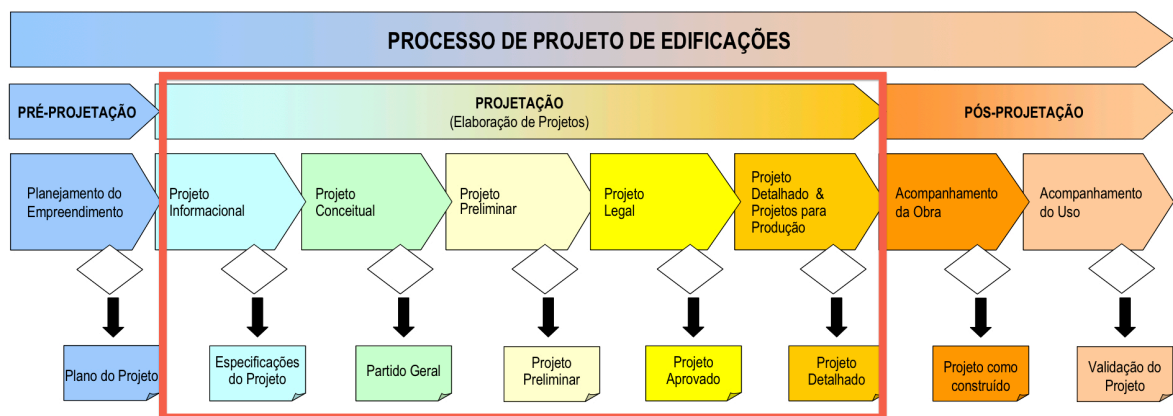 PROCESSO DE PROJETO DE EDIFICAÇÕES
PRÉ-PROJETAÇÃO
PROJETAÇÃO
(Elaboração de Projetos)
PÓS-PROJETAÇÃO
Planejamento do
Empreendimento
Projeto
Informacional
Projeto
Conceitual
Projeto
Preliminar
Projeto
Legal
Projeto
Detalhado &
Projetos para
Produção
Acompanhamento
da Obra
Acompanhamento
do Uso
Plano do Projeto
Especificações
do Projeto
Partido Geral
Projeto
Preliminar
Projeto
Aprovado
Projeto
Detalhado
Projeto como
construído
Validação do
Projeto